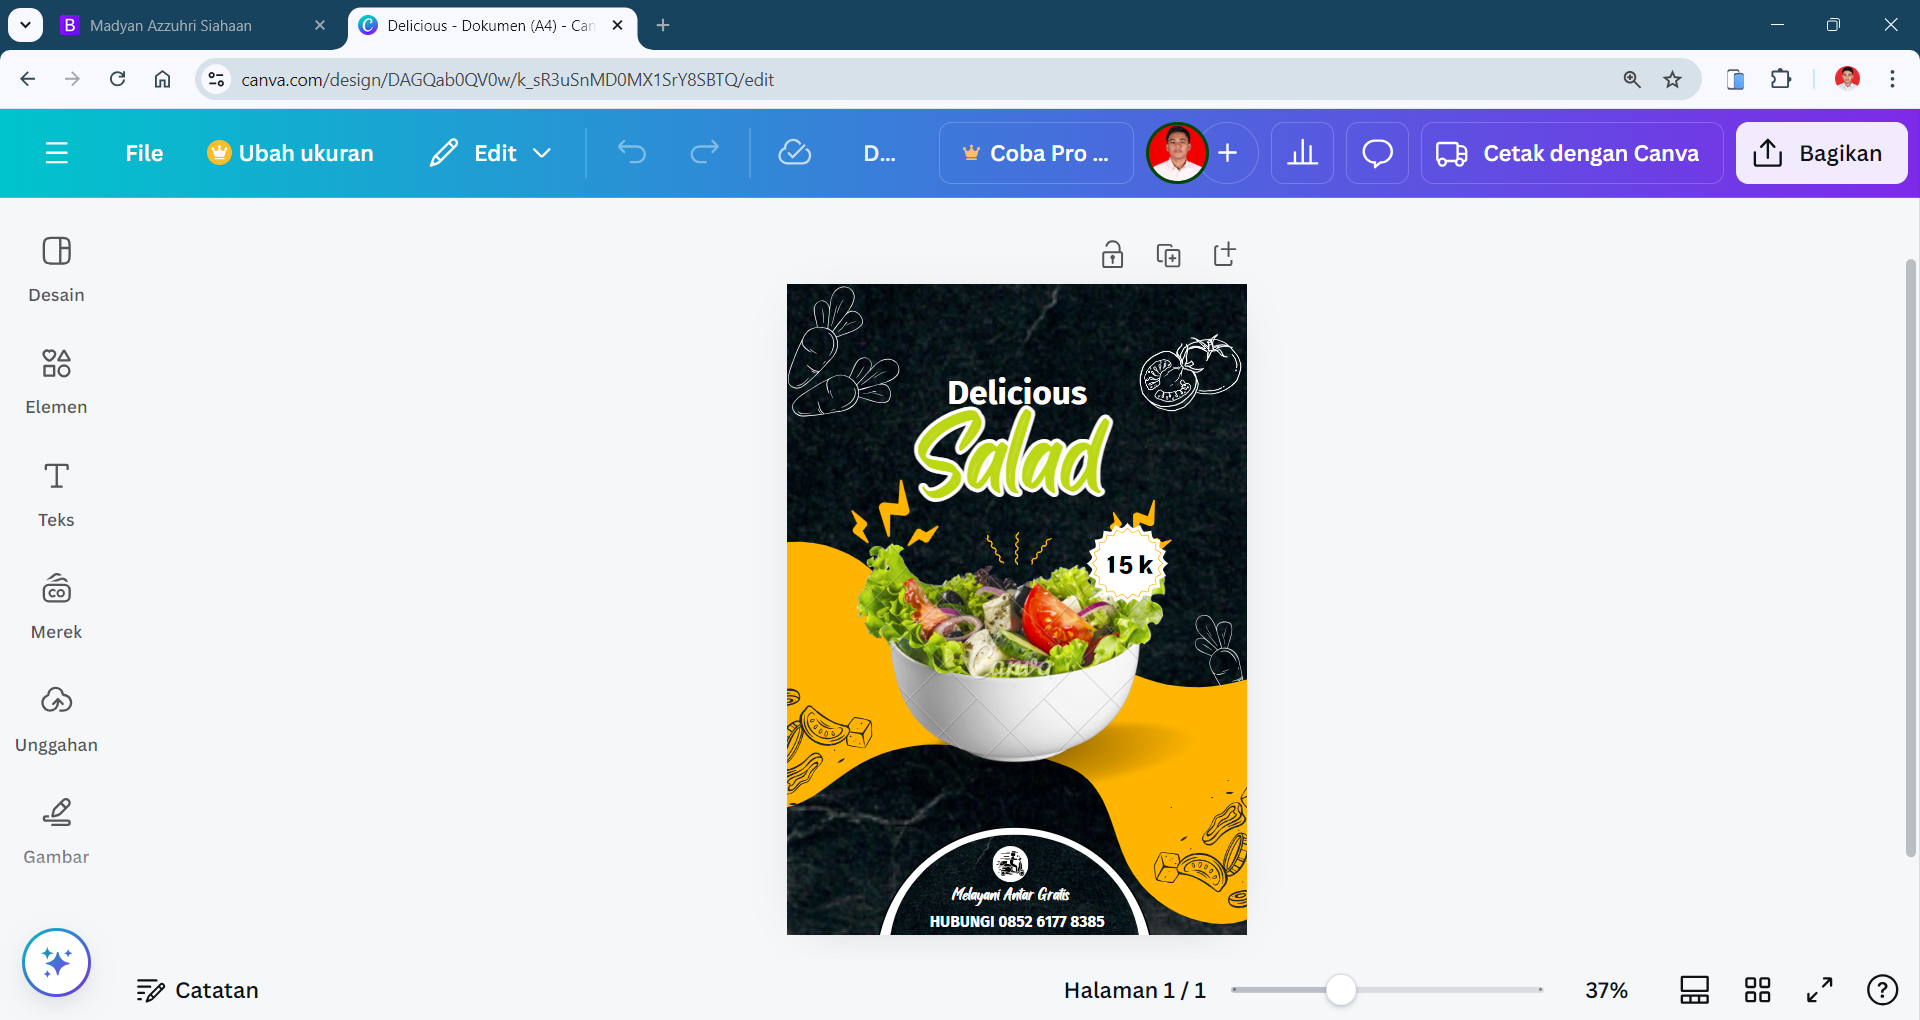 Madyan Azzuhri Siahaan
Delicious - Dokumen (A4) - Can
canva.com/design/DAGQab0QV0w/k_sR3uSnMD0MX1SrY8SBTQ/edit
File
Ubah ukuran
Edit
D...
Coba Pro ...
Cetak dengan Canva
Bagikan
Desain
Elemen
Teks
Merek
Unggahan
Gambar
Delicious
Salad
15 k
Canva
Melayani Antar Gratis
HUBUNGI 0852 6177 8385
Catatan
Halaman 1 / 1
37%